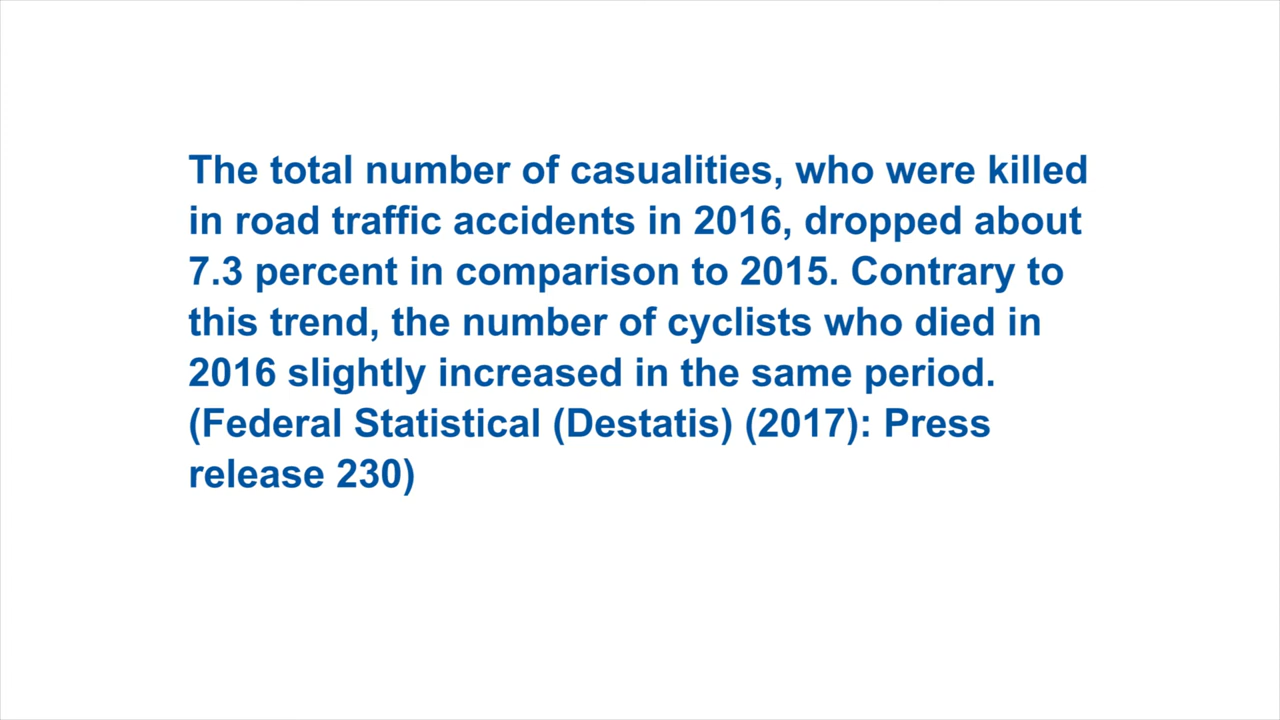 The total number of casualities, who were killed
in road traffic accidents in 2016, dropped about
7.3 percent in comparison to 2015. Contrary to
this trend, the number of cyclists who died in
2016 slightly increased in the same period.
(Federal Statistical (Destatis) (2017): Press
release 230)